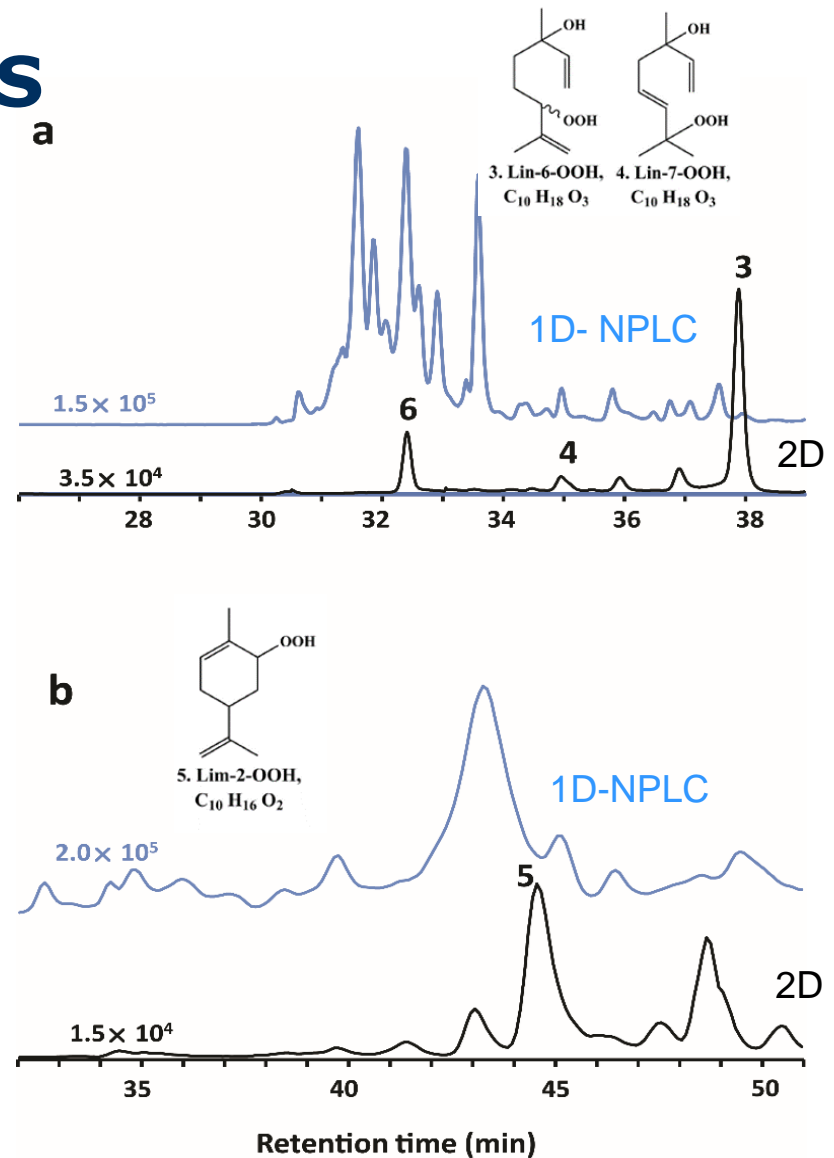 s
a
OH
OOH
3. Lin-6-OOH,
C₁₀ H₁₈ O₃
OH
OOH
4. Lin-7-OOH,
C₁₀ H₁₈ O₃
3
1D- NPLC
1.5 × 10⁵
6
4
2D
3.5 × 10⁴
28 30 32 34 36 38
b
OOH
5. Lim-2-OOH,
C₁₀ H₁₆ O₂
1D-NPLC
2.0 × 10⁵
5
2D
1.5 × 10⁴
35 40 45 50
Retention time (min)